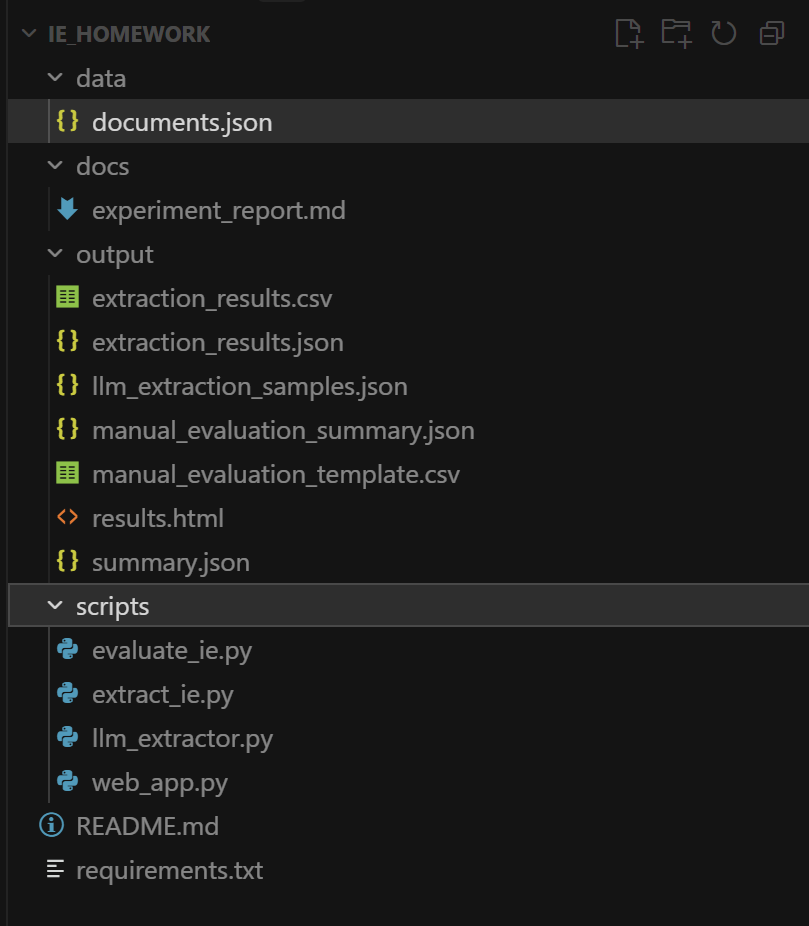 IE_HOMEWORK
data
documents.json
docs
experiment_report.md
output
extraction_results.csv
extraction_results.json
llm_extraction_samples.json
manual_evaluation_summary.json
manual_evaluation_template.csv
results.html
summary.json
scripts
evaluate_ie.py
extract_ie.py
llm_extractor.py
web_app.py
README.md
requirements.txt